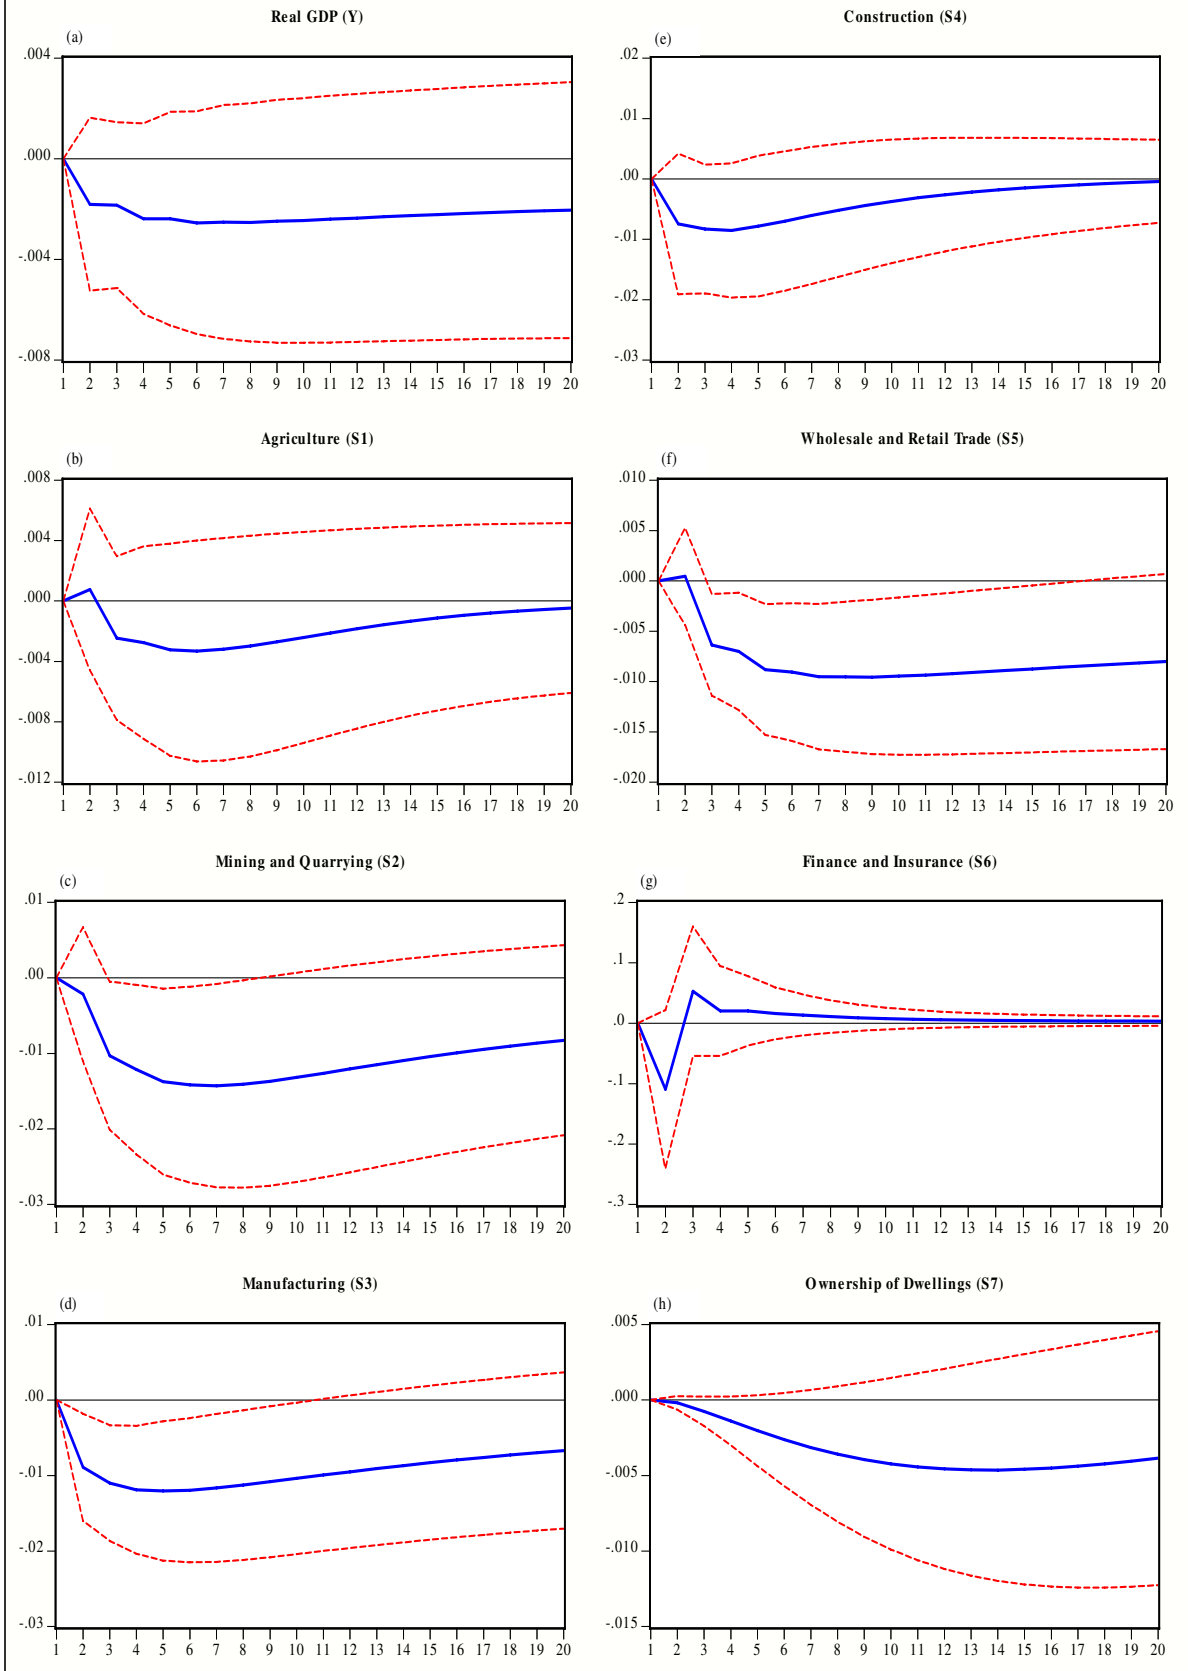 Real GDP (Y)
(a)
.004
.000
-.004
-.008
1 2 3 4 5 6 7 8 9 10 11 12 13 14 15 16 17 18 19 20
Agriculture (S1)
(b)
.008
.004
.000
-.004
-.008
-.012
1 2 3 4 5 6 7 8 9 10 11 12 13 14 15 16 17 18 19 20
Mining and Quarrying (S2)
(c)
.01
.00
-.01
-.02
-.03
1 2 3 4 5 6 7 8 9 10 11 12 13 14 15 16 17 18 19 20
Manufacturing (S3)
(d)
.01
.00
-.01
-.02
-.03
1 2 3 4 5 6 7 8 9 10 11 12 13 14 15 16 17 18 19 20
Construction (S4)
(e)
.02
.01
.00
-.01
-.02
-.03
1 2 3 4 5 6 7 8 9 10 11 12 13 14 15 16 17 18 19 20
Wholesale and Retail Trade (S5)
(f)
.010
.005
.000
-.005
-.010
-.015
-.020
1 2 3 4 5 6 7 8 9 10 11 12 13 14 15 16 17 18 19 20
Finance and Insurance (S6)
(g)
.2
.1
.0
-.1
-.2
-.3
1 2 3 4 5 6 7 8 9 10 11 12 13 14 15 16 17 18 19 20
Ownership of Dwellings (S7)
(h)
.005
.000
-.005
-.010
-.015
1 2 3 4 5 6 7 8 9 10 11 12 13 14 15 16 17 18 19 20